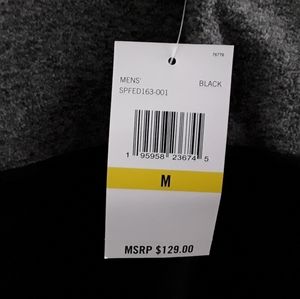 MENS'
SPFED163-001 BLACK
1 95958 23674 5
M
MSRP $129.00